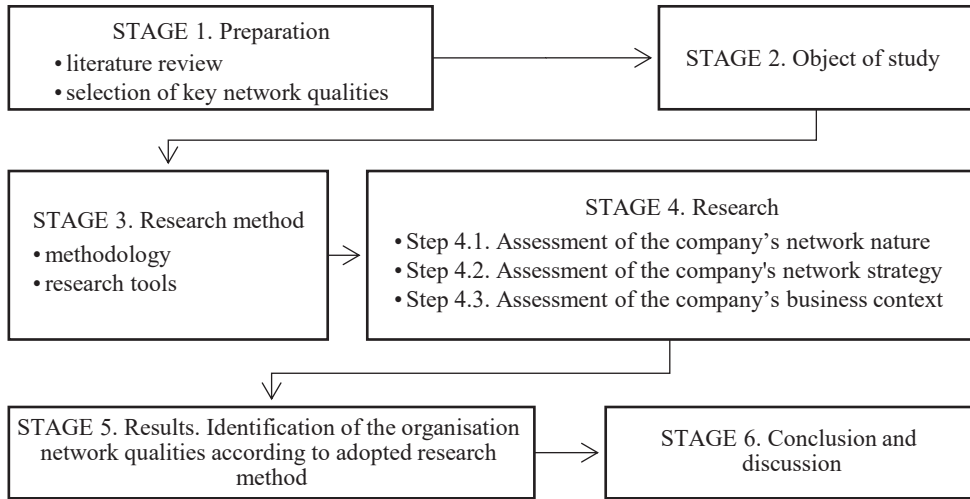 STAGE 1. Preparation
• literature review
• selection of key network qualities
STAGE 2. Object of study
STAGE 3. Research method
• methodology
• research tools
STAGE 4. Research
• Step 4.1. Assessment of the company’s network nature
• Step 4.2. Assessment of the company's network strategy
• Step 4.3. Assessment of the company’s business context
STAGE 5. Results. Identification of the organisation
network qualities according to adopted research
method
STAGE 6. Conclusion and
discussion